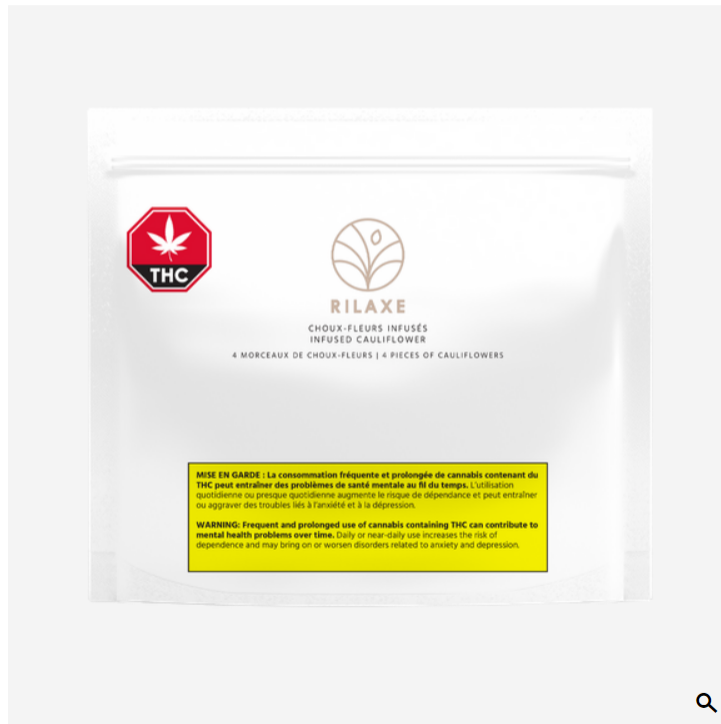 THC
RILAXE
CHOUX-FLEURS INFUSÉS
INFUSED CAULIFLOWER
4 MORCEAUX DE CHOUX-FLEURS | 4 PIECES OF CAULIFLOWERS
MISE EN GARDE : La consommation fréquente et prolongée de cannabis contenant du
THC peut entraîner des problèmes de santé mentale au fil du temps. L'utilisation
quotidienne ou presque quotidienne augmente le risque de dépendance et peut entraîner
ou aggraver des troubles liés à l'anxiété et à la dépression.
WARNING: Frequent and prolonged use of cannabis containing THC can contribute to
mental health problems over time. Daily or near-daily use increases the risk of
dependence and may bring on or worsen disorders related to anxiety and depression.